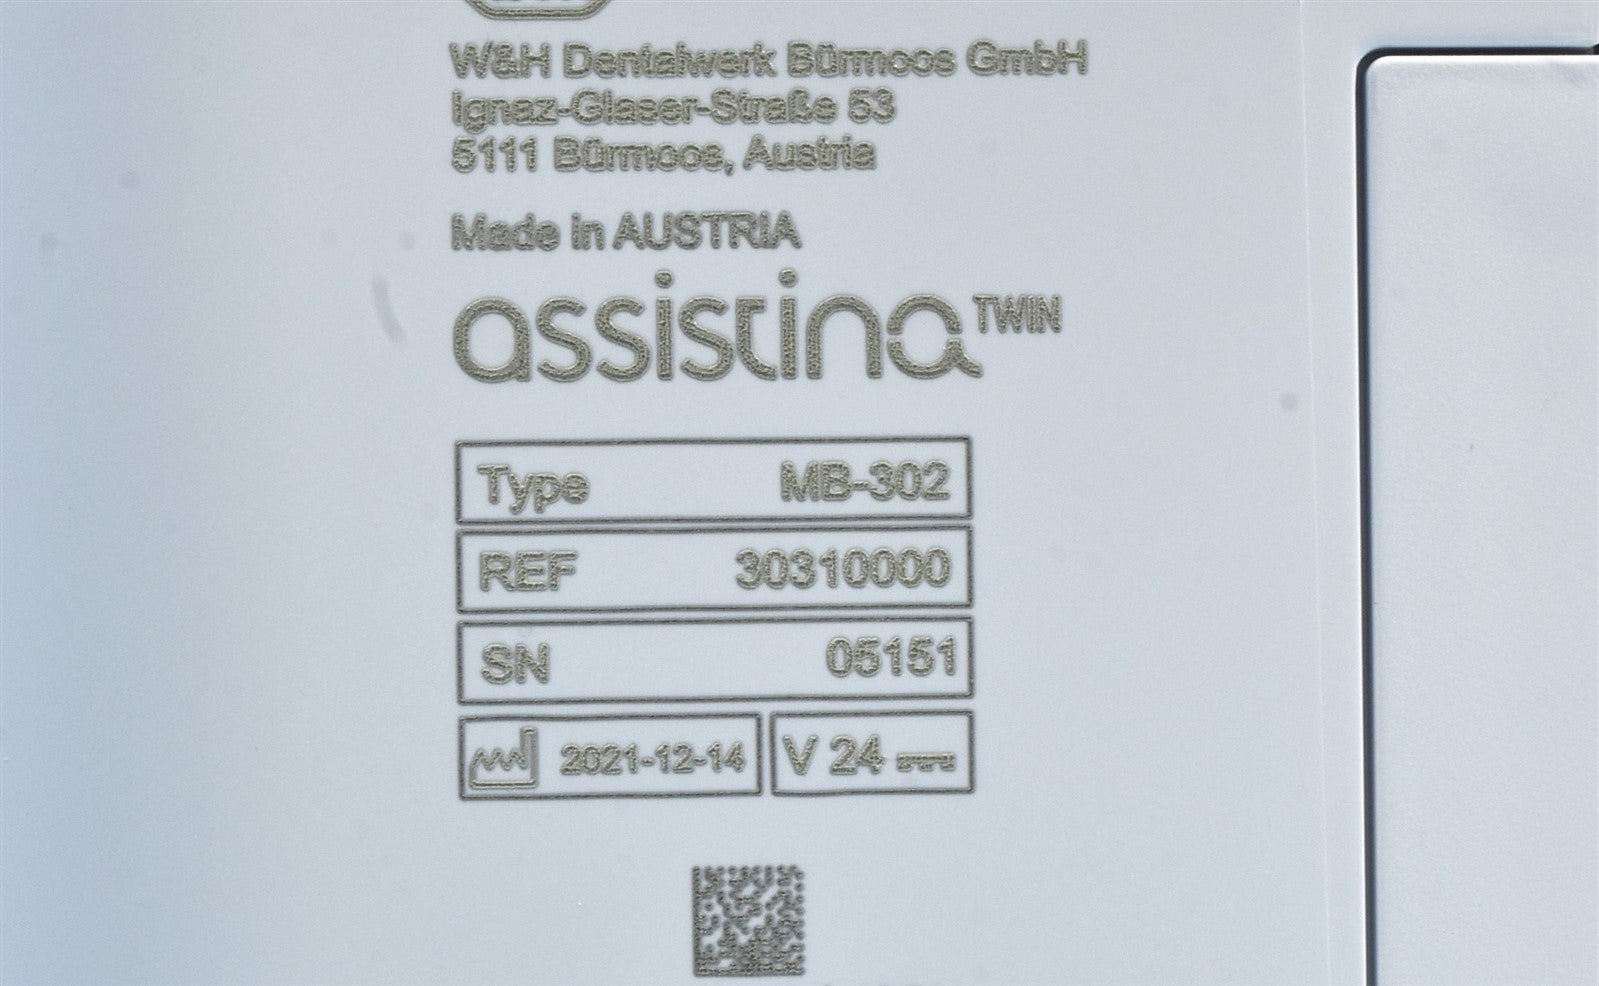 W&H Dentalwerk Bürmoos GmbH
Ignaz-Glaser-Straße 53
5111 Bürmoos, Austria
Made in AUSTRIA
assistina TWIN
Type MB-302
REF 30310000
SN 05151
2021-12-14 V 24